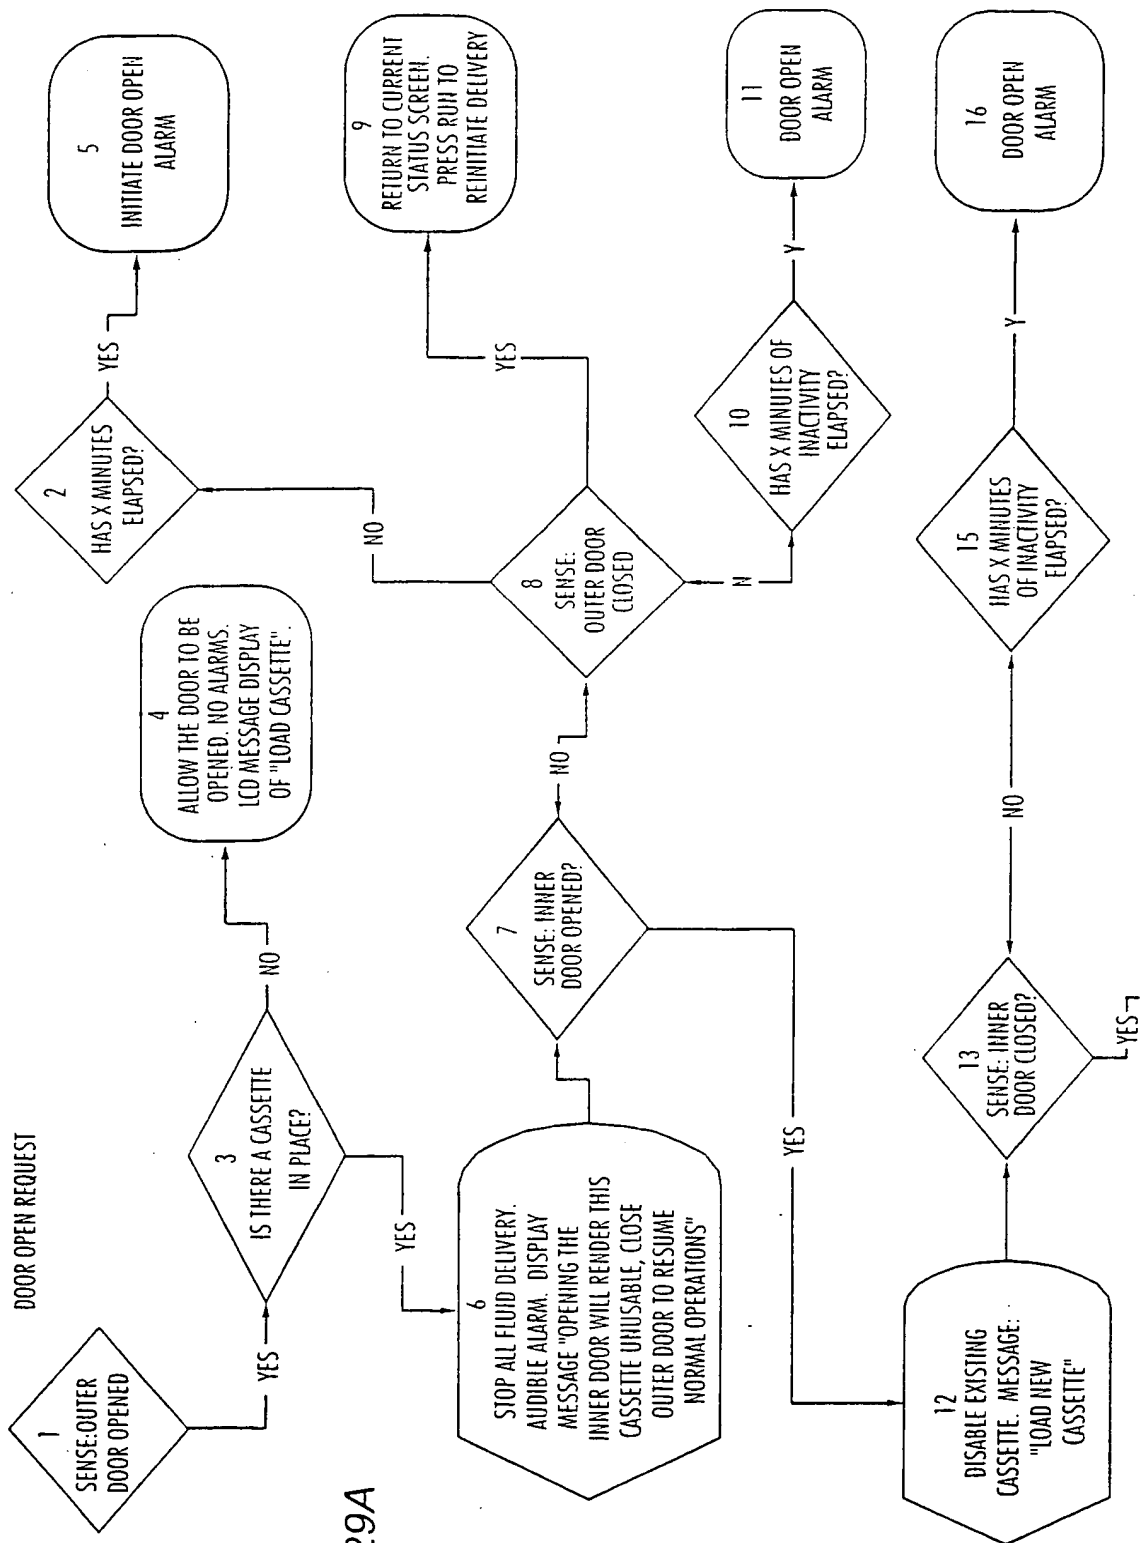 DOOR OPEN REQUEST
1
SENSE:OUTER
DOOR OPENED
YES
3
IS THERE A CASSETTE
IN PLACE?
NO
4
ALLOW THE DOOR TO BE
OPENED. NO ALARMS.
LCD MESSAGE DISPLAY
OF "LOAD CASSETTE".
2
HAS X MINUTES
ELAPSED?
YES
5
INITIATE DOOR OPEN
ALARM
YES
6
STOP ALL FLUID DELIVERY.
AUDIBLE ALARM. DISPLAY
MESSAGE "OPENING THE
INNER DOOR WILL RENDER THIS
CASSETTE UNUSABLE, CLOSE
OUTER DOOR TO RESUME
NORMAL OPERATIONS"
7
SENSE: INNER
DOOR OPENED?
NO
8
SENSE:
OUTER DOOR
CLOSED
NO
YES
9
RETURN TO CURRENT
STATUS SCREEN.
PRESS RUN TO
REINITIATE DELIVERY
N
10
HAS X MINUTES OF
INACTIVITY
ELAPSED?
Y
11
DOOR OPEN
ALARM
YES
12
DISABLE EXISTING
CASSETTE. MESSAGE:
"LOAD NEW
CASSETTE"
13
SENSE: INNER
DOOR CLOSED?
YES
NO
15
HAS X MINUTES
OF INACTIVITY
ELAPSED?
Y
16
DOOR OPEN
ALARM
29A